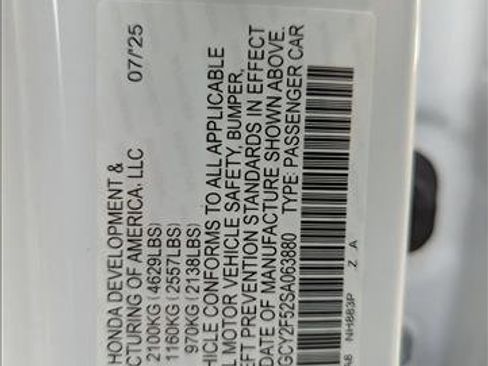 HONDA DEVELOPMENT &
CTURING OF AMERICA, LLC 07/'25
2100KG (4629LBS)
1160KG (2557LBS)
970KG (2138LBS)
HICLE CONFORMS TO ALL APPLICABLE
L MOTOR VEHICLE SAFETY, BUMPER,
EFT PREVENTION STANDARDS IN EFFECT
DATE OF MANUFACTURE SHOWN ABOVE.
GCY2F52SA063880 TYPE: PASSENGER CAR
A8 NH883P Z A